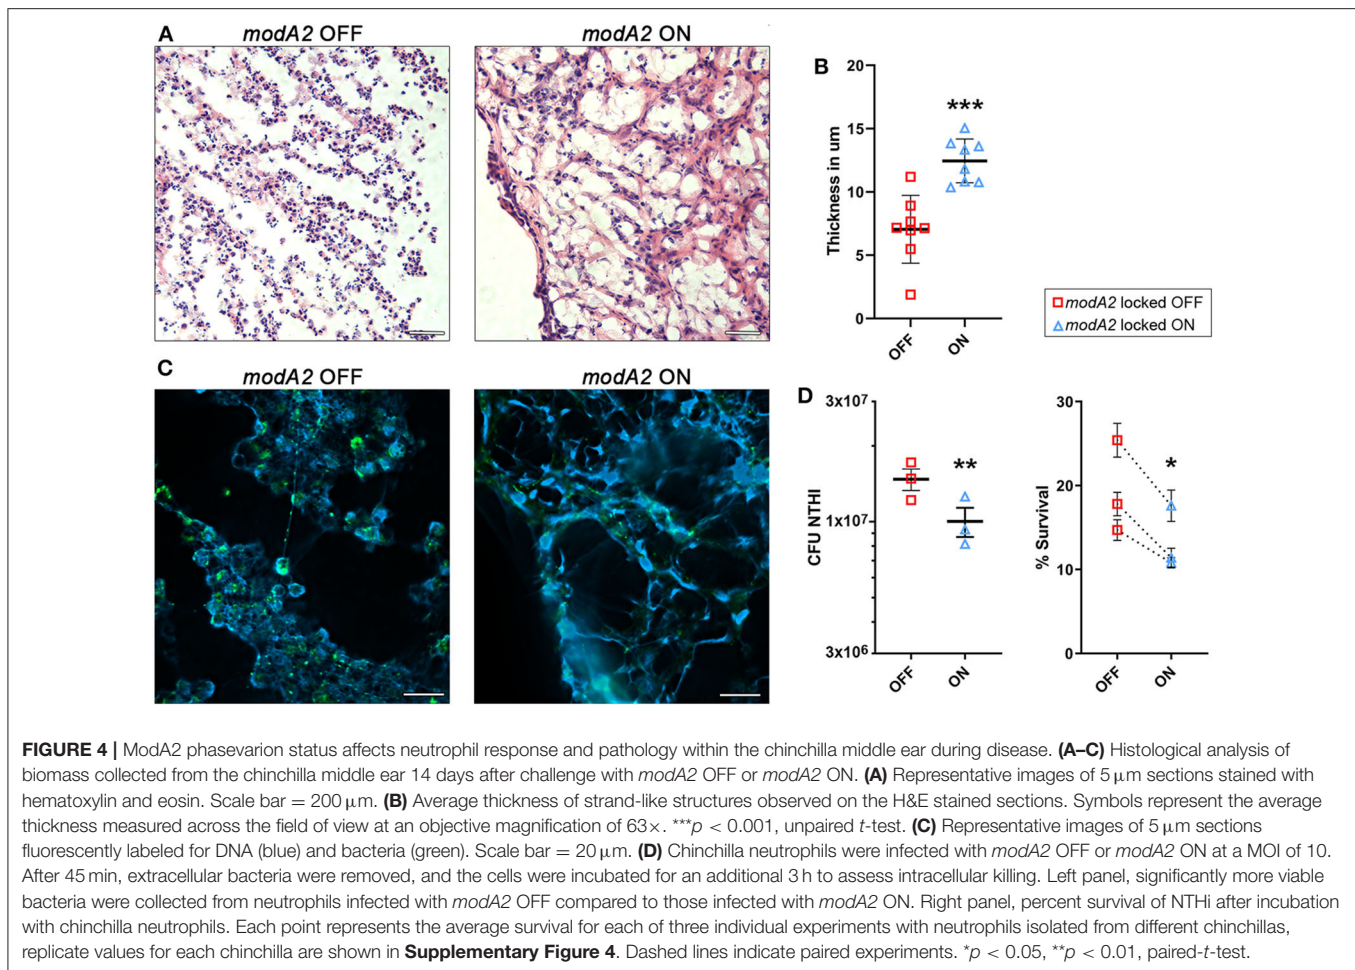 A
modA2 OFF
modA2 ON
B
20
15
10
5
0
Thickness in um
***
OFF
ON
modA2 locked OFF
modA2 locked ON
C
modA2 OFF
modA2 ON
D
3x10⁷
1x10⁷
3x10⁶
CFU NTHI
**
OFF
ON
30
20
10
0
% Survival
*
OFF
ON
FIGURE 4 | ModA2 phasevarion status affects neutrophil response and pathology within the chinchilla middle ear during disease. (A–C) Histological analysis of
biomass collected from the chinchilla middle ear 14 days after challenge with modA2 OFF or modA2 ON. (A) Representative images of 5 μm sections stained with
hematoxylin and eosin. Scale bar = 200 μm. (B) Average thickness of strand-like structures observed on the H&E stained sections. Symbols represent the average
thickness measured across the field of view at an objective magnification of 63×. ***p < 0.001, unpaired t-test. (C) Representative images of 5 μm sections
fluorescently labeled for DNA (blue) and bacteria (green). Scale bar = 20 μm. (D) Chinchilla neutrophils were infected with modA2 OFF or modA2 ON at a MOI of 10.
After 45 min, extracellular bacteria were removed, and the cells were incubated for an additional 3 h to assess intracellular killing. Left panel, significantly more viable
bacteria were collected from neutrophils infected with modA2 OFF compared to those infected with modA2 ON. Right panel, percent survival of NTHi after incubation
with chinchilla neutrophils. Each point represents the average survival for each of three individual experiments with neutrophils isolated from different chinchillas,
replicate values for each chinchilla are shown in Supplementary Figure 4. Dashed lines indicate paired experiments. *p < 0.05, **p < 0.01, paired-t-test.